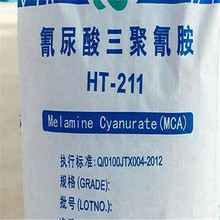 氰尿酸三聚氰胺
HT-211
Melamine Cyanurate(MCA)
执行标准: Q/0100JTX004-2012
规格(GRADE):
批号(LOTNO.):